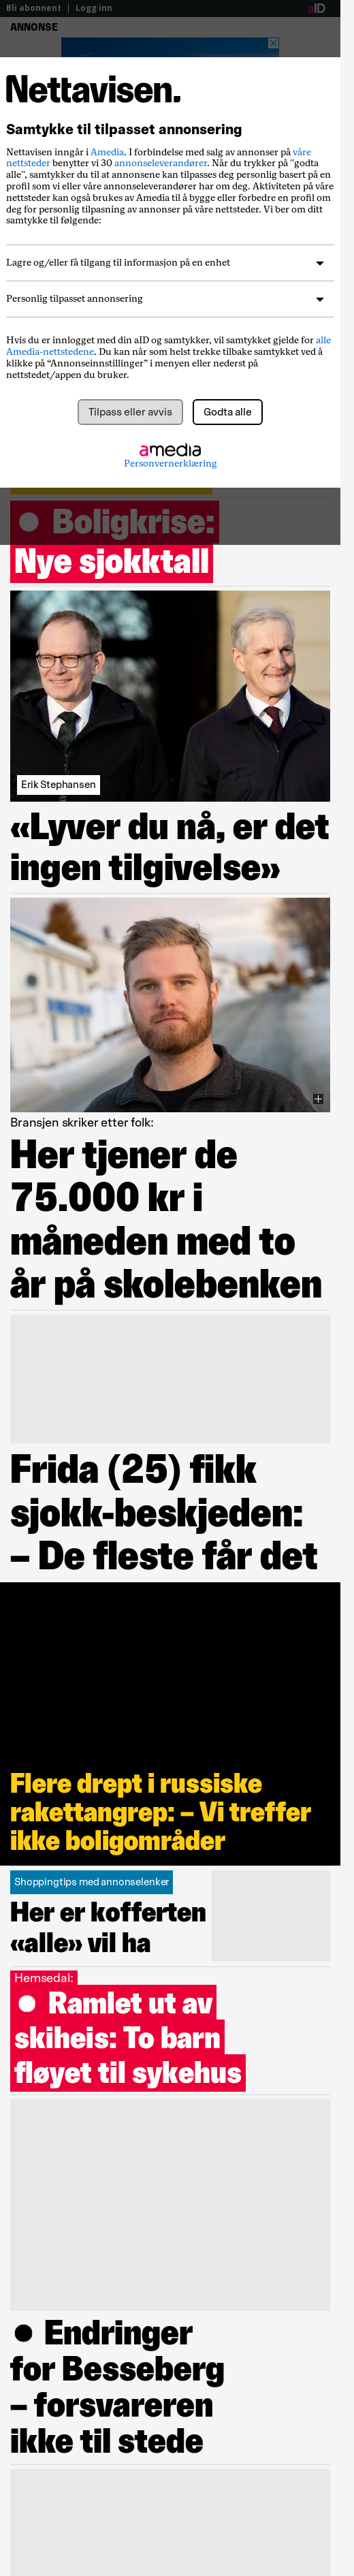 Bli abonnent | Logg inn
aID
ANNONSE
Nettavisen.
Samtykke til tilpasset annonsering
Nettavisen inngår i Amedia. I forbindelse med salg av annonser på våre
nettsteder benytter vi 30 annonseleverandører. Når du trykker på "godta
alle", samtykker du til at annonsene kan tilpasses deg personlig basert på en
profil som vi eller våre annonseleverandører har om deg. Aktiviteten på våre
nettsteder kan også brukes av Amedia til å bygge eller forbedre en profil om
deg for personlig tilpasning av annonser på våre nettsteder. Vi ber om ditt
samtykke til følgende:
Lagre og/eller få tilgang til informasjon på en enhet
Personlig tilpasset annonsering
Hvis du er innlogget med din aID og samtykker, vil samtykket gjelde for alle
Amedia-nettstedene. Du kan når som helst trekke tilbake samtykket ved å
klikke på “Annonseinnstillinger” i menyen eller nederst på
nettstedet/appen du bruker.
Tilpass eller avvis
Godta alle
amedia
Personvernerklæring
Boligkrise:
Nye sjokktall
Erik Stephansen
«Lyver du nå, er det
ingen tilgivelse»
Bransjen skriker etter folk:
Her tjener de
75.000 kr i
måneden med to
år på skolebenken
Frida (25) fikk
sjokk-beskjeden:
– De fleste får det
Flere drept i russiske
rakettangrep: – Vi treffer
ikke boligområder
Shoppingtips med annonselenker
Her er kofferten
«alle» vil ha
Hemsedal:
Ramlet ut av
skiheis: To barn
fløyet til sykehus
Endringer
for Besseberg
– forsvareren
ikke til stede